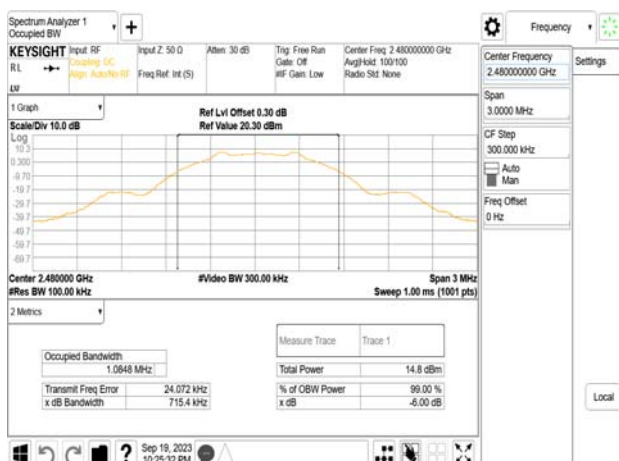 Spectrum Analyzer 1
Occupied BW
+
Frequency
KEYSIGHT Input: RF Input Z: 50 Ω Atten: 30 dB Trig: Free Run Center Freq: 2.480000000 GHz
RL Coupling: DC Gate: Off Avg|Hold: 100/100
Align: Auto/No RF Freq Ref: Int (S) #IF Gain: Low Radio Std: None
LVI
Center Frequency
2.480000000 GHz
Settings
Span
3.0000 MHz
CF Step
300.000 kHz
Auto
Man
Freq Offset
0 Hz
Local
1 Graph
Ref Lvl Offset 0.30 dB
Scale/Div 10.0 dB Ref Value 20.30 dBm
Log
10.3
0.300
-9.70
-19.7
-29.7
-39.7
-49.7
-59.7
-69.7
Center 2.480000 GHz #Video BW 300.00 kHz Span 3 MHz
#Res BW 100.00 kHz Sweep 1.00 ms (1001 pts)
2 Metrics
Measure Trace Trace 1
Occupied Bandwidth
1.0848 MHz
Total Power 14.8 dBm
Transmit Freq Error 24.072 kHz % of OBW Power 99.00 %
x dB Bandwidth 715.4 kHz x dB -6.00 dB
?
Sep 19, 2023
10:25:32 PM